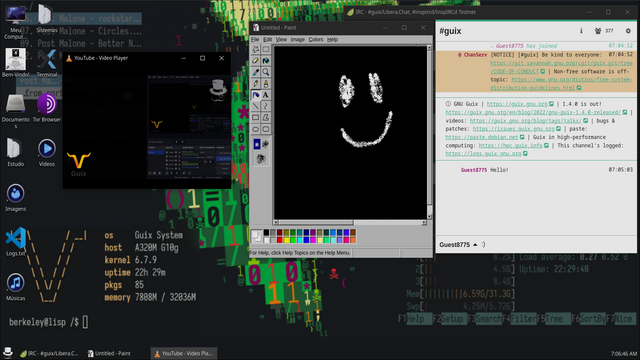 Meu Computador
Sistemas
Post Malone - rockstar...
Post Malone - Circles...
03. Post Malone - Better N...
Bem-Vindo!
Terminal
Documentos
Tor Browser
Estudo
Vídeos
Imagens
Logs.txt
Músicas
YouTube - Video Player
Guix
Untitled - Paint
File Edit View Image Colors Help
For Help, click Help Topics on the Help Menu.
IRC - #guix/Libera.Chat, #inspircd/InspIRCd Testnet
#guix
377
Guest8775 has joined 07:04:52
@ ChanServ [NOTICE] [#guix] Be kind to everyone: 07:04:52
https://git.savannah.gnu.org/cgit/guix.git/tree
/CODE-OF-CONDUCT | Non-free software is off-
topic: https://www.gnu.org/distros/free-system-
distribution-guidelines.html
GNU Guix | https://guix.gnu.org | 1.4.0 is out!
https://guix.gnu.org/en/blog/2022/gnu-guix-1.4.0-released/
| videos: https://guix.gnu.org/blog/tags/talks/ | bugs &
patches: https://issues.guix.gnu.org | paste:
https://paste.debian.net | Guix in high-performance
computing: https://hpc.guix.info | This channel's logged:
https://logs.guix.gnu.org
Guest8775 Hello! 07:05:03
Guest8775 :)
os Guix System
host A320M G10g
kernel 6.7.9
uptime 22h 29m
pkgs 85
memory 7808M / 32036M
berkeley@lisp /$
Load average: 0.27 0.52 0
Uptime: 22:29:40
Mem 6.59G/31.3G
Swp 4.25M/5.72G
F1Help F2Setup F3Search F4Filter F5Tree F6SortBy F7Nice
IRC - #guix/Libera.C...
Untitled - Paint
YouTube - Video Pla...
7:06:46 AM